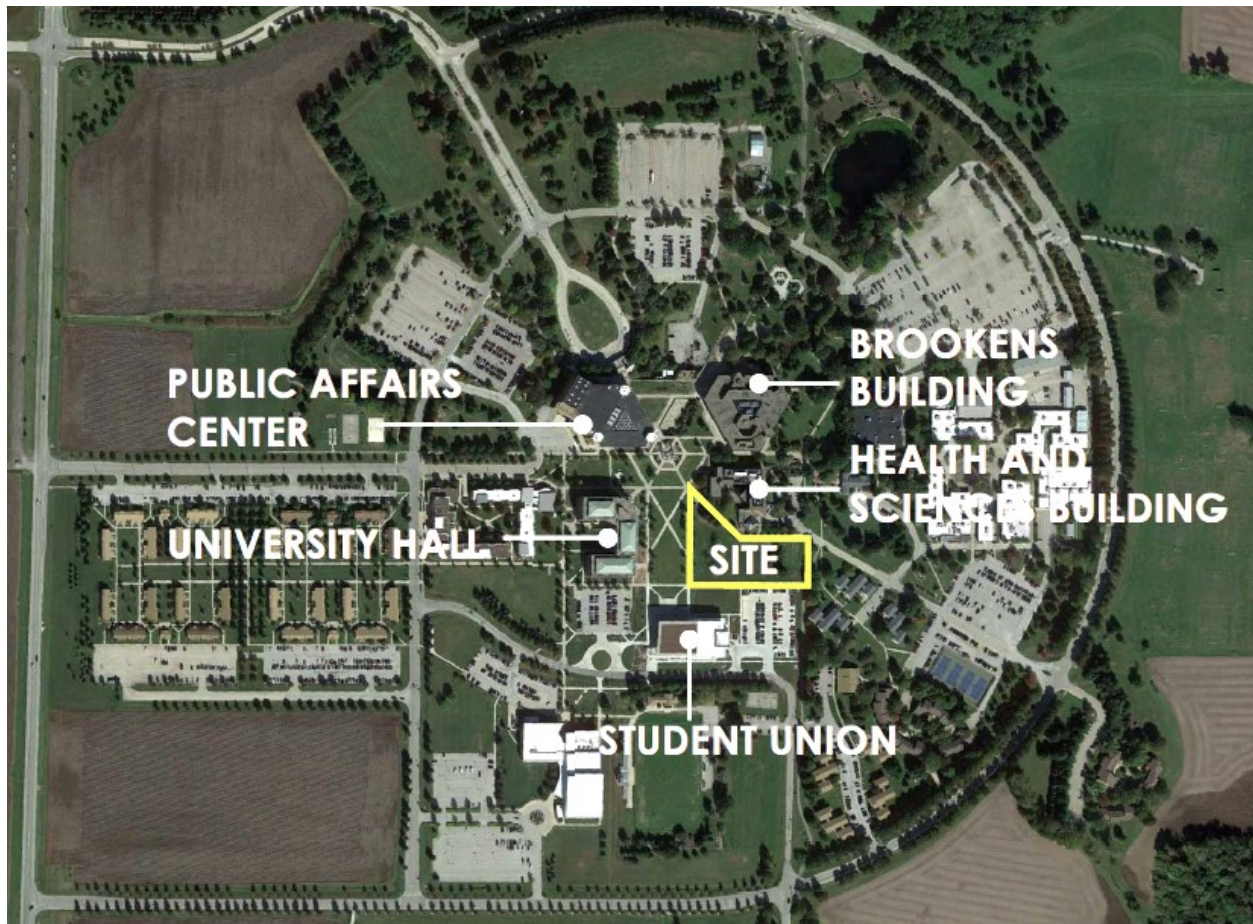 BROOKENS
BUILDING
PUBLIC AFFAIRS
CENTER
HEALTH AND
SCIENCES BUILDING
UNIVERSITY HALL
SITE
STUDENT UNION